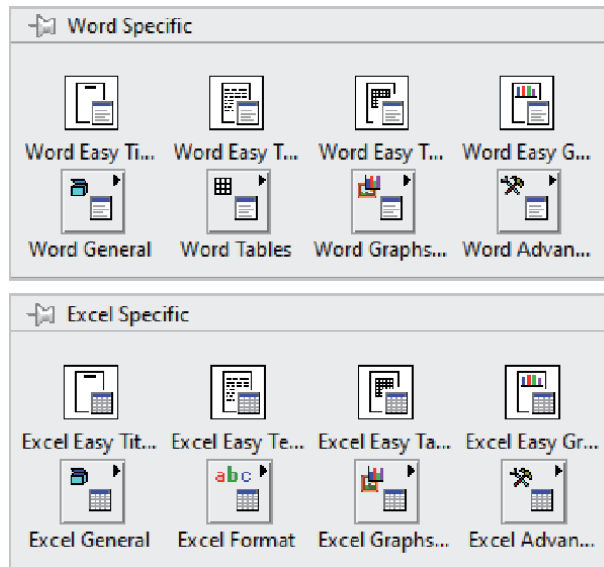 Word Specific
Word Easy Ti... Word Easy T... Word Easy T... Word Easy G...
Word General Word Tables Word Graphs... Word Advan...
Excel Specific
Excel Easy Tit... Excel Easy Te... Excel Easy Ta... Excel Easy Gr...
abc
Excel General Excel Format Excel Graphs... Excel Advan...